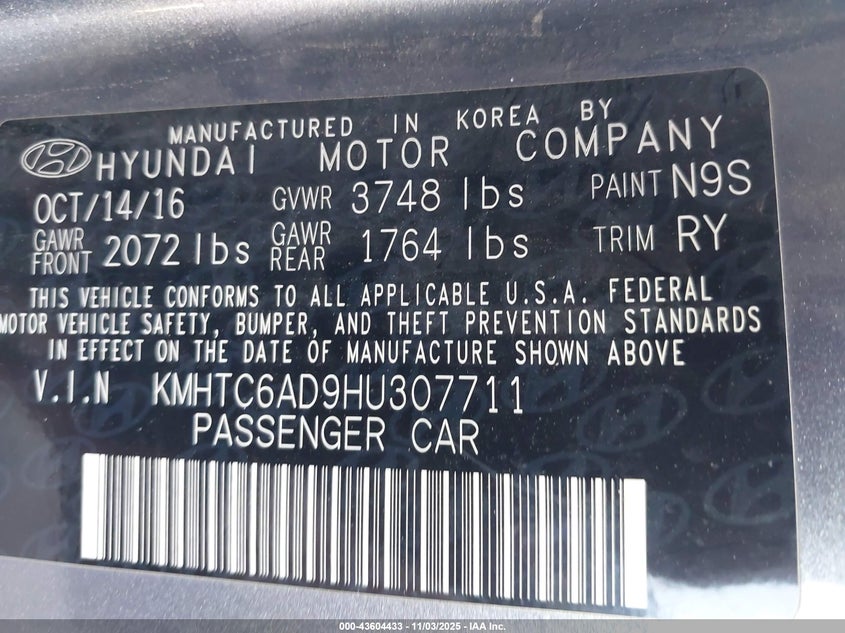 MANUFACTURED IN KOREA BY
HYUNDAI MOTOR COMPANY
OCT/14/16 GVWR 3748 lbs PAINT N9S
GAWR FRONT 2072 lbs GAWR REAR 1764 lbs TRIM RY
THIS VEHICLE CONFORMS TO ALL APPLICABLE U.S.A. FEDERAL
MOTOR VEHICLE SAFETY, BUMPER, AND THEFT PREVENTION STANDARDS
IN EFFECT ON THE DATE OF MANUFACTURE SHOWN ABOVE
V.I.N KMHTC6AD9HU307711
PASSENGER CAR
000-43604433 - 11/03/2025 - IAA Inc.